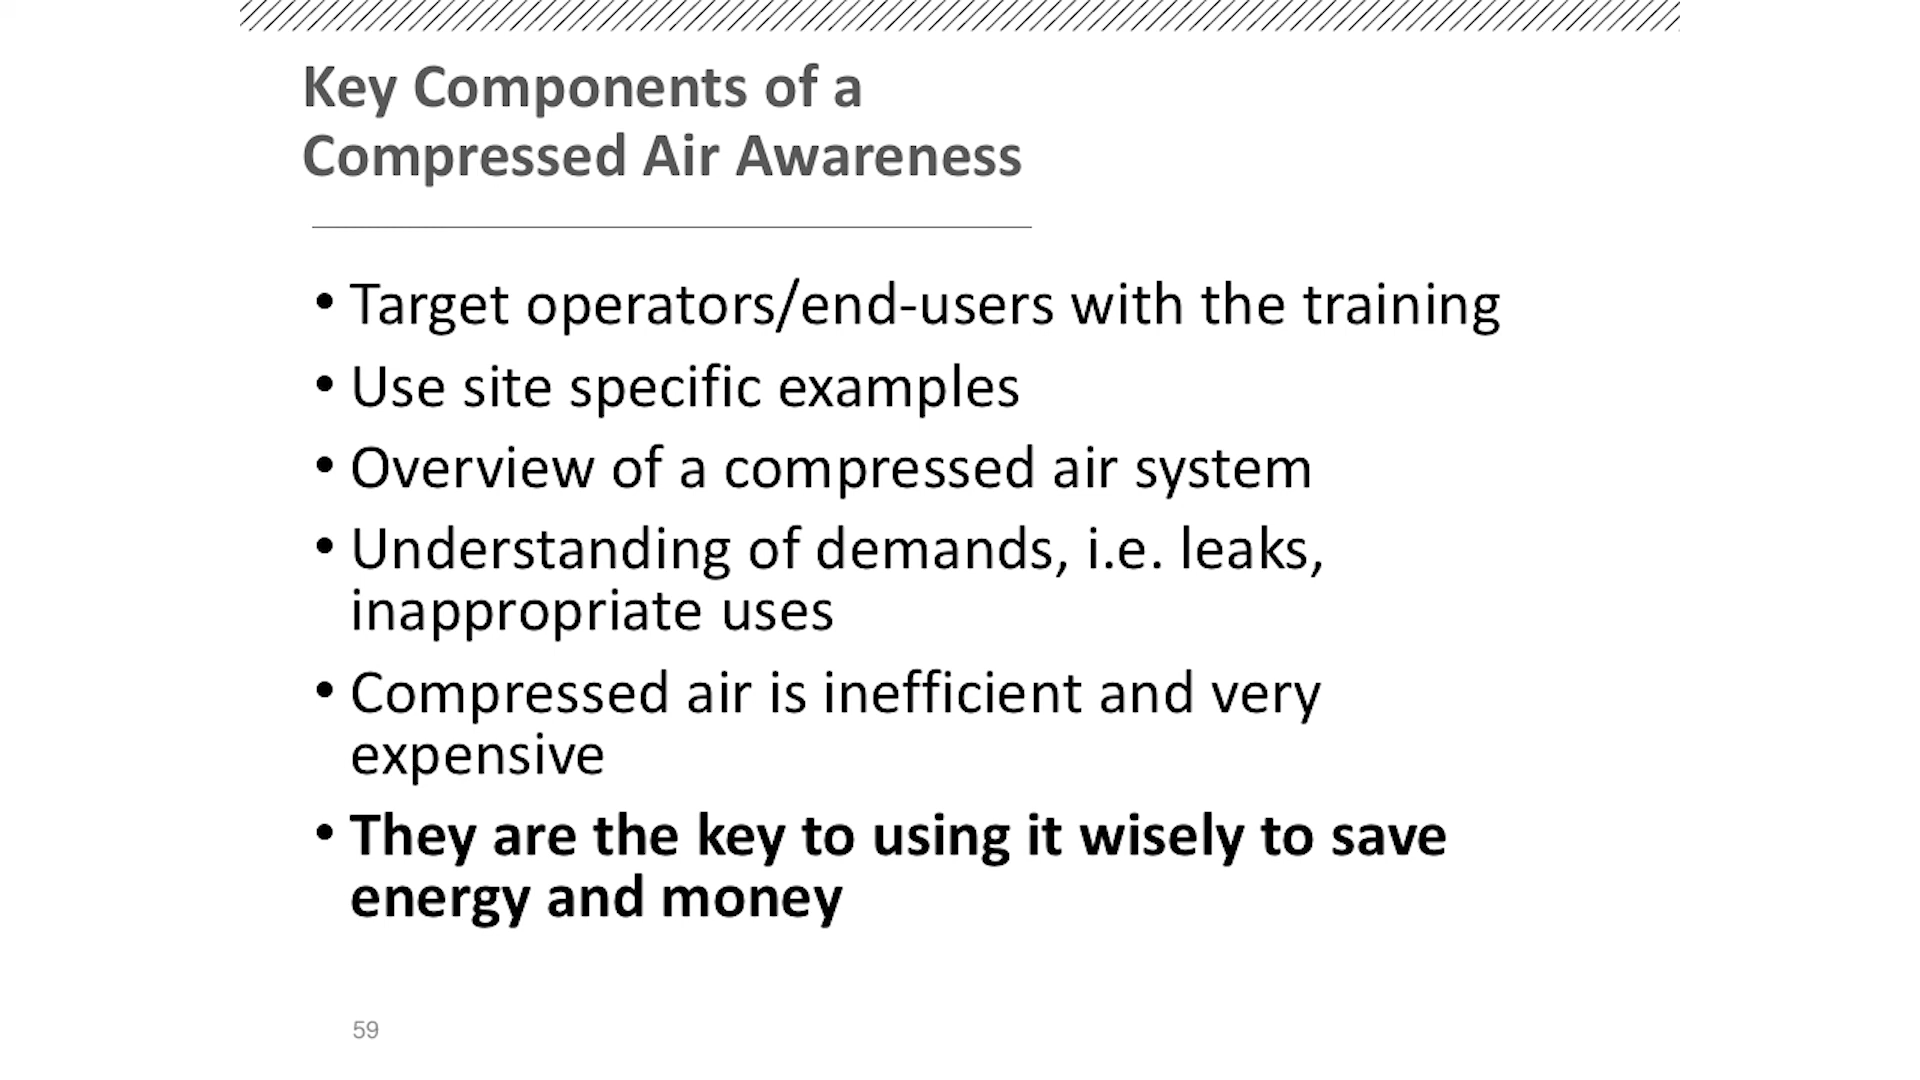 Key Components of a
Compressed Air Awareness
• Target operators/end-users with the training
• Use site specific examples
• Overview of a compressed air system
• Understanding of demands, i.e. leaks,
inappropriate uses
• Compressed air is inefficient and very
expensive
• They are the key to using it wisely to save
energy and money
59